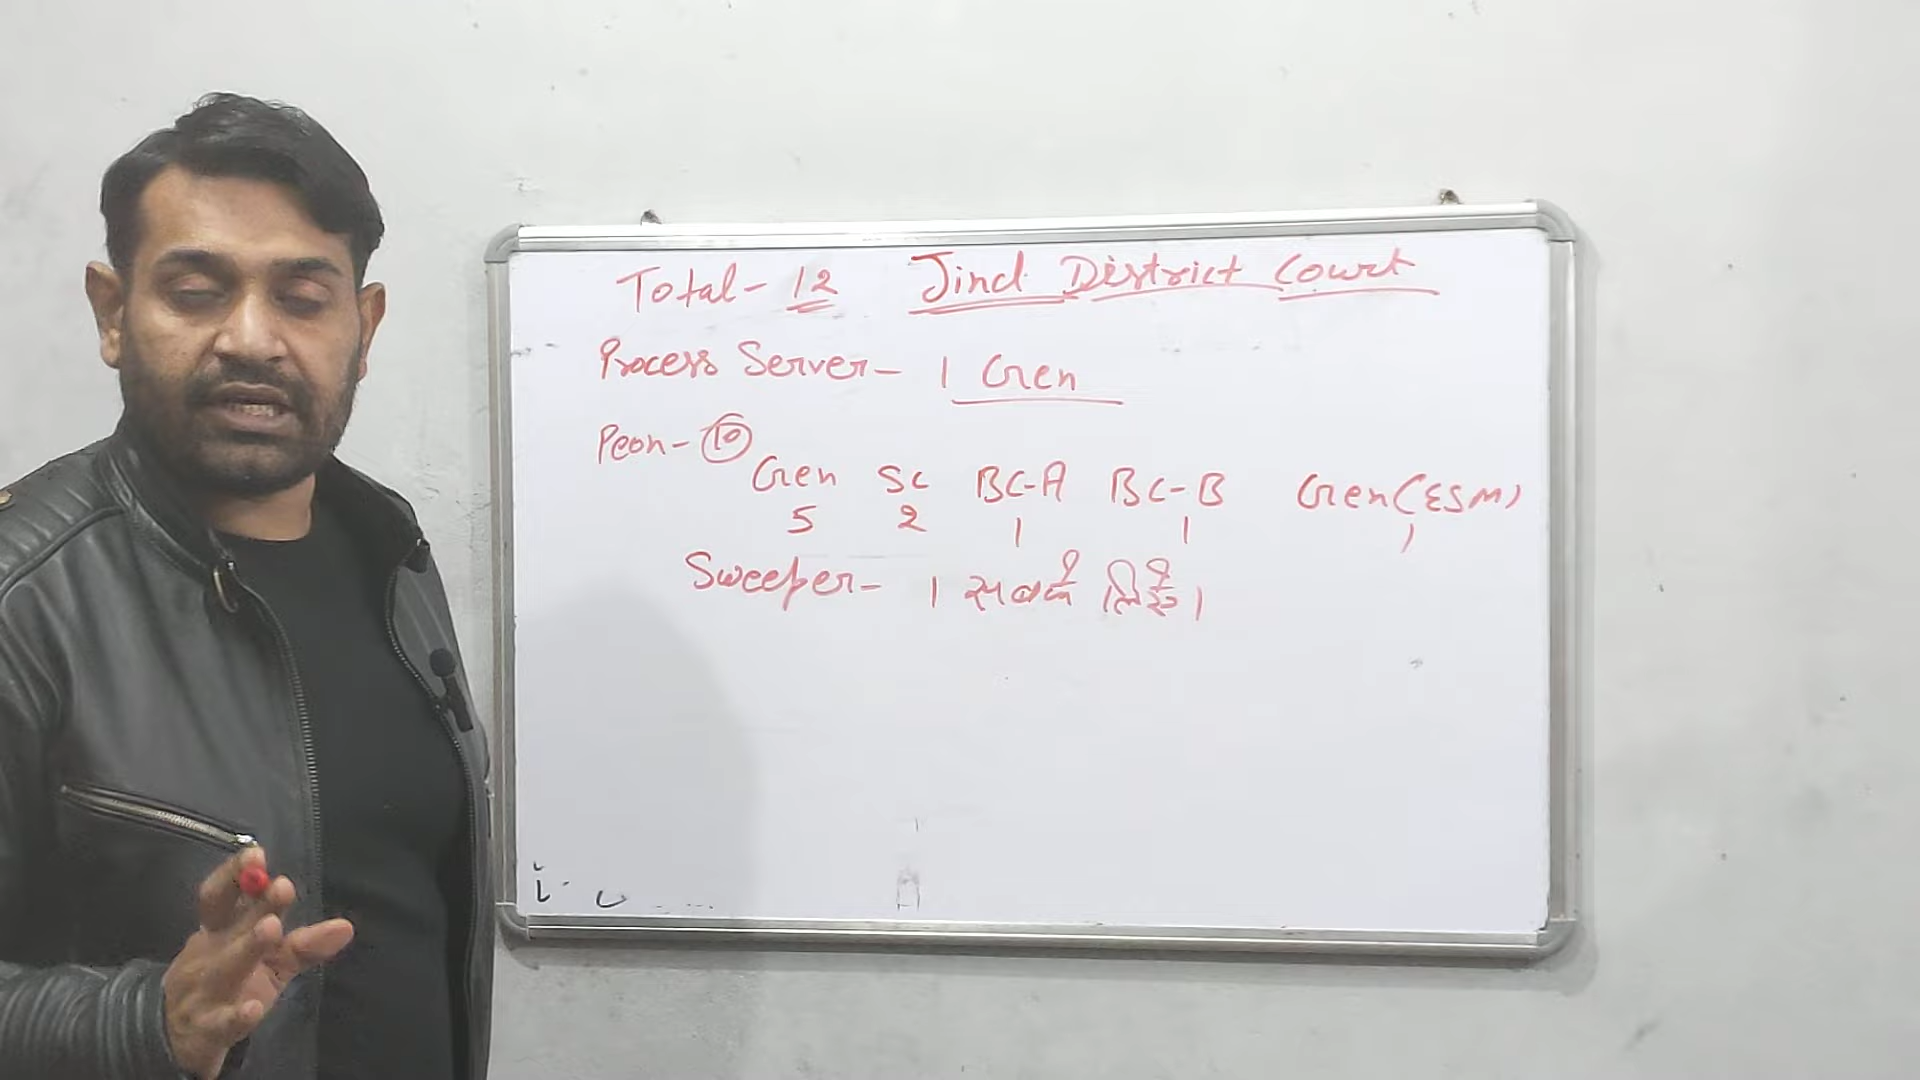 Total- 12 Jind District Court
Process Server- 1 Gen
Peon- 10
Gen SC BC-A BC-B Gen(ESM)
5 2 1 1 1
Sweeper- 1